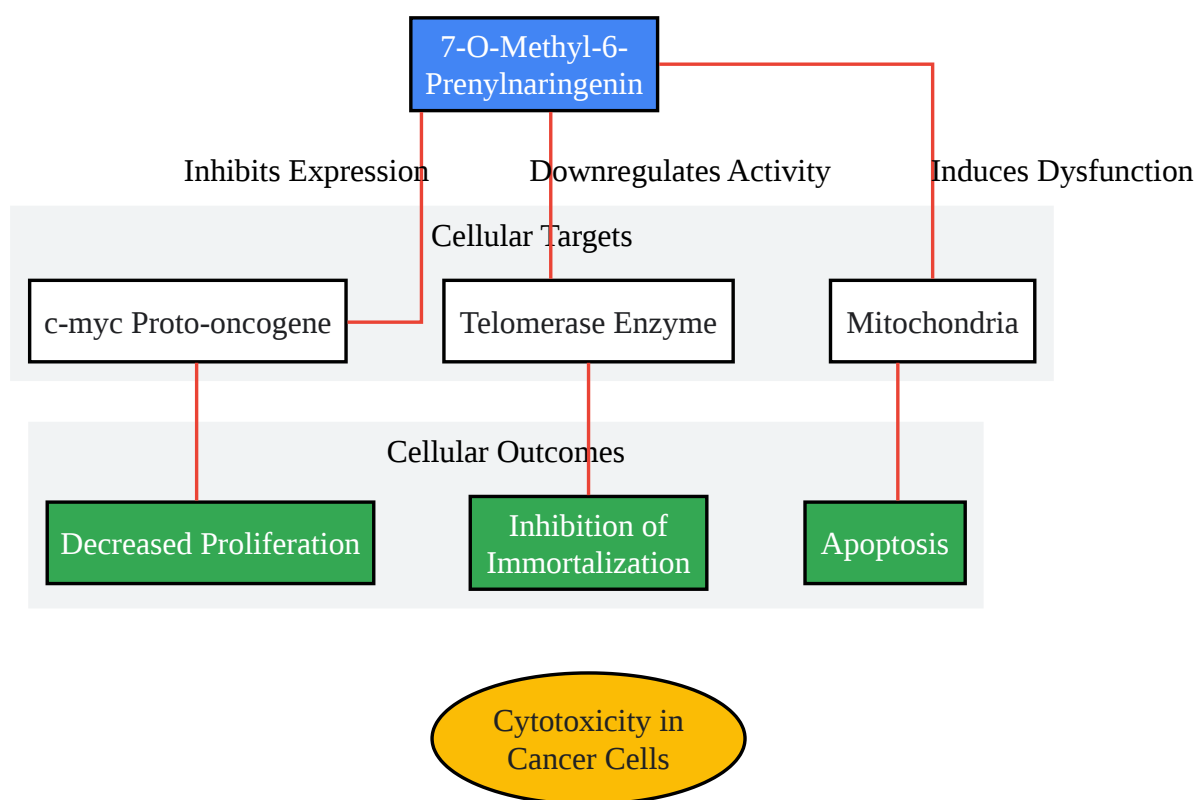 7-O-Methyl-6-
Prenylnaringenin
Inhibits Expression
Downregulates Activity
Induces Dysfunction
Cellular Targets
c-myc Proto-oncogene
Telomerase Enzyme
Mitochondria
Cellular Outcomes
Decreased Proliferation
Inhibition of
Immortalization
Apoptosis
Cytotoxicity in
Cancer Cells